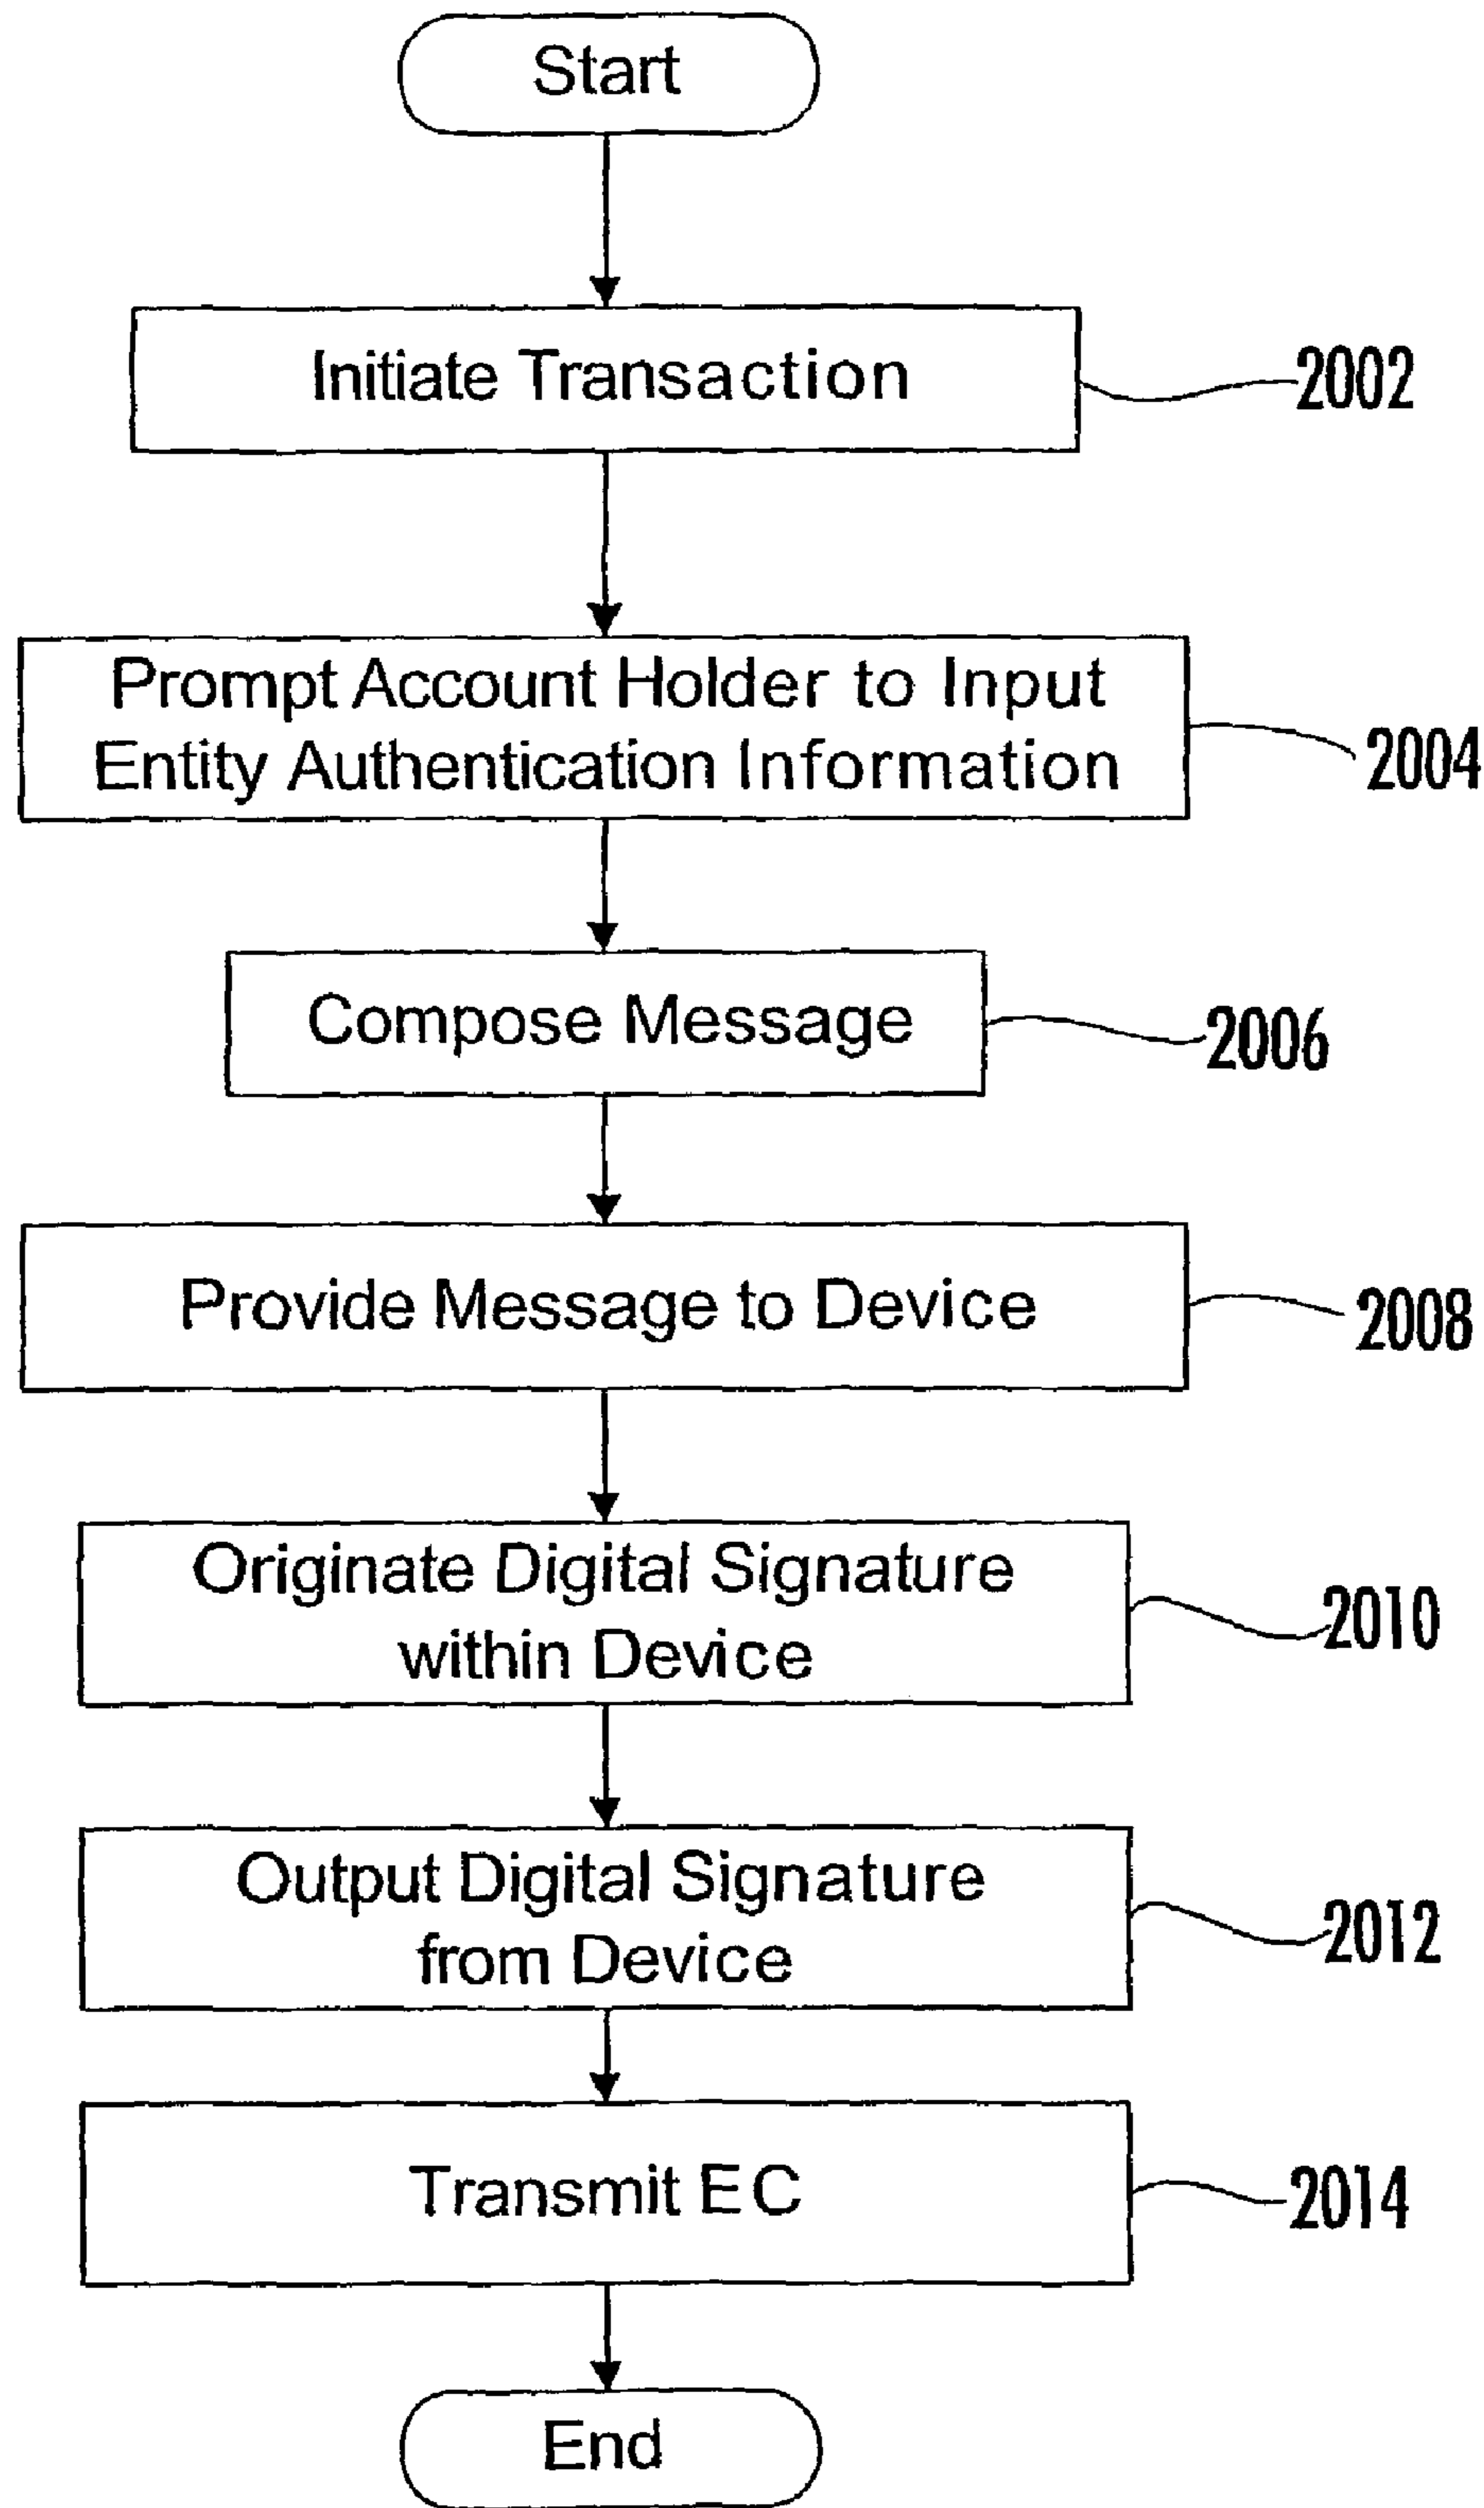 Start
Initiate Transaction
2002
Prompt Account Holder to Input
Entity Authentication Information
2004
Compose Message
2006
Provide Message to Device
2008
Originate Digital Signature
within Device
2010
Output Digital Signature
from Device
2012
Transmit EC
2014
End